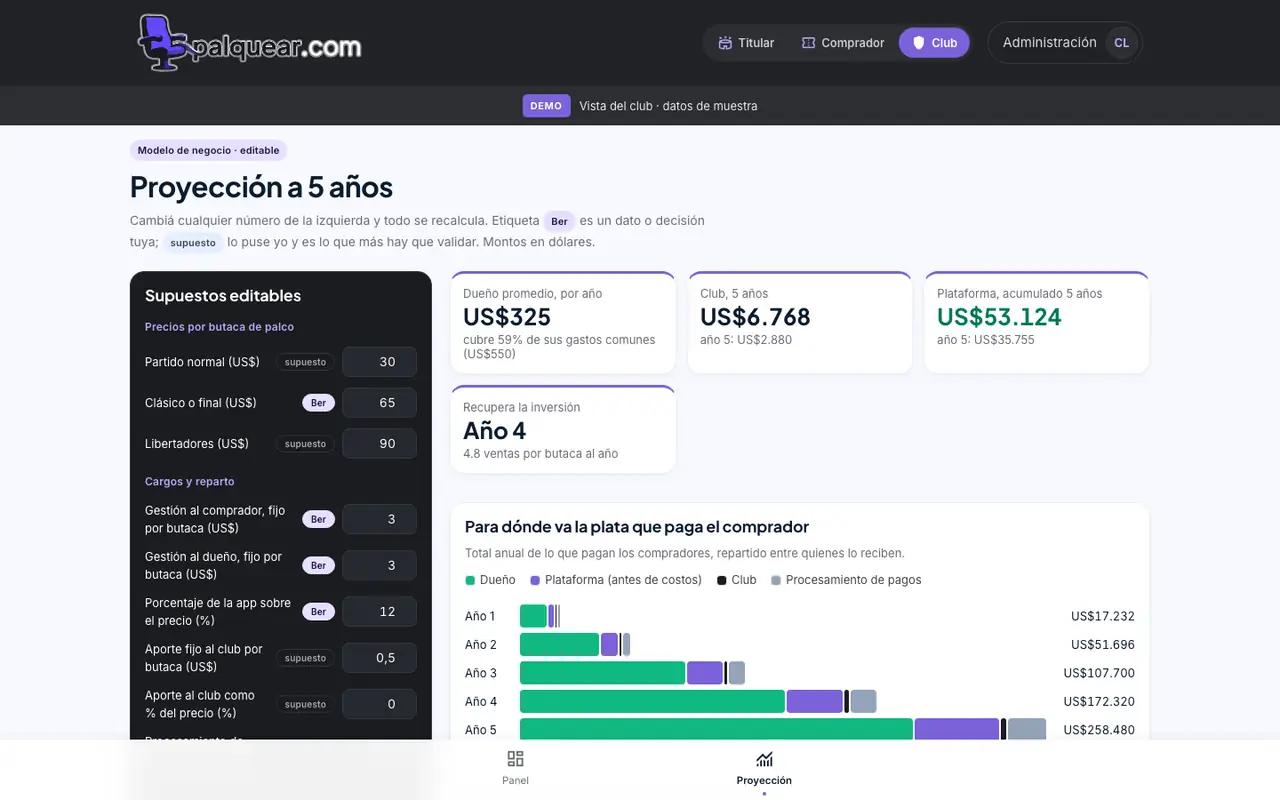 palquear.com
Titular
Comprador
Club
Administración
CL
DEMO
Vista del club · datos de muestra
Modelo de negocio · editable
Proyección a 5 años
Cambiá cualquier número de la izquierda y todo se recalcula. Etiqueta Ber es un dato o decisión
tuya; supuesto lo puse yo y es lo que más hay que validar. Montos en dólares.
Supuestos editables
Precios por butaca de palco
Partido normal (US$) supuesto 30
Clásico o final (US$) Ber 65
Libertadores (US$) supuesto 90
Cargos y reparto
Gestión al comprador, fijo
por butaca (US$) Ber 3
Gestión al dueño, fijo por
butaca (US$) Ber 3
Porcentaje de la app sobre
el precio (%) Ber 12
Aporte fijo al club por
butaca (US$) supuesto 0,5
Aporte al club como
% del precio (%) supuesto 0
Dueño promedio, por año
US$325
cubre 59% de sus gastos comunes
(US$550)
Club, 5 años
US$6.768
año 5: US$2.880
Plataforma, acumulado 5 años
US$53.124
año 5: US$35.755
Recupera la inversión
Año 4
4.8 ventas por butaca al año
Para dónde va la plata que paga el comprador
Total anual de lo que pagan los compradores, repartido entre quienes lo reciben.
Dueño
Plataforma (antes de costos)
Club
Procesamiento de pagos
Año 1 US$17.232
Año 2 US$51.696
Año 3 US$107.700
Año 4 US$172.320
Año 5 US$258.480
Panel
Proyección